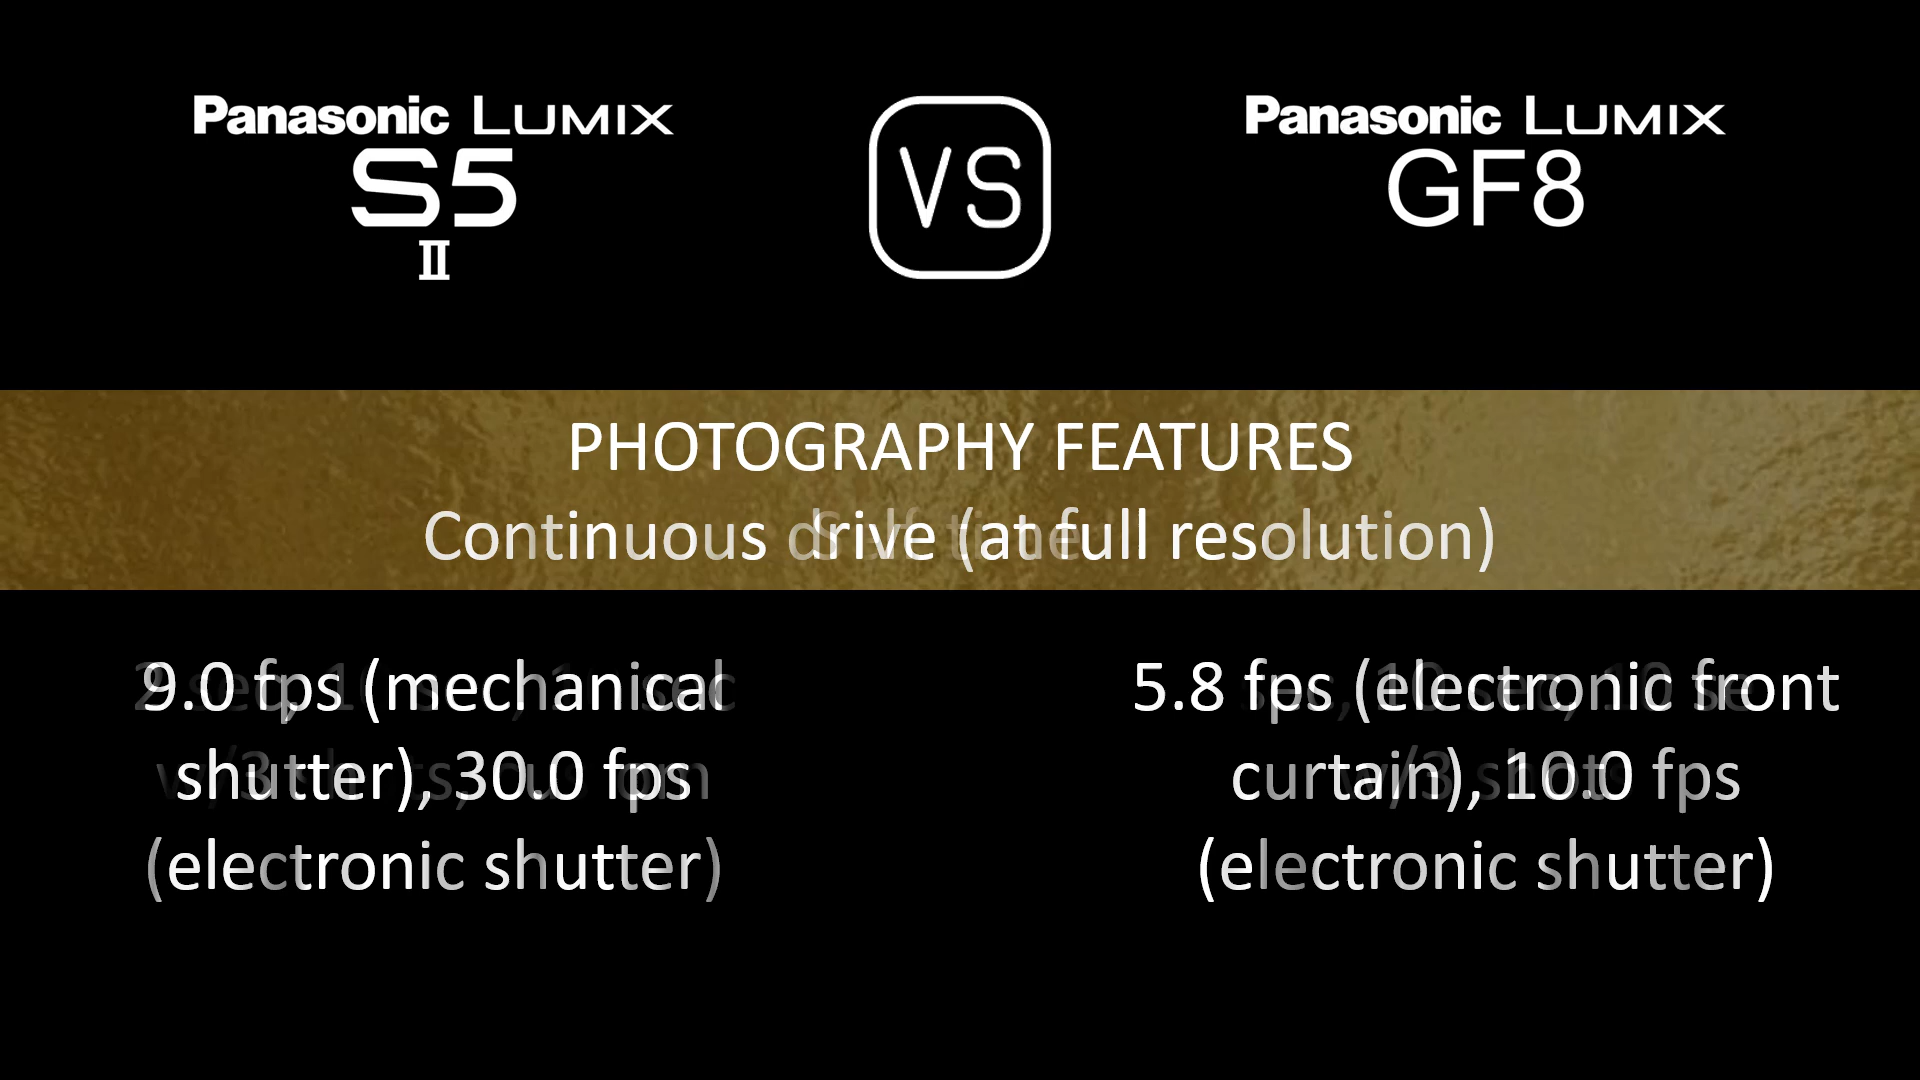 Panasonic LUMIX
S5
II
VS
Panasonic LUMIX
GF8
PHOTOGRAPHY FEATURES
Continuous drive (at full resolution)
9.0 fps (mechanical
shutter), 30.0 fps
(electronic shutter)
5.8 fps (electronic front
curtain), 10.0 fps
(electronic shutter)